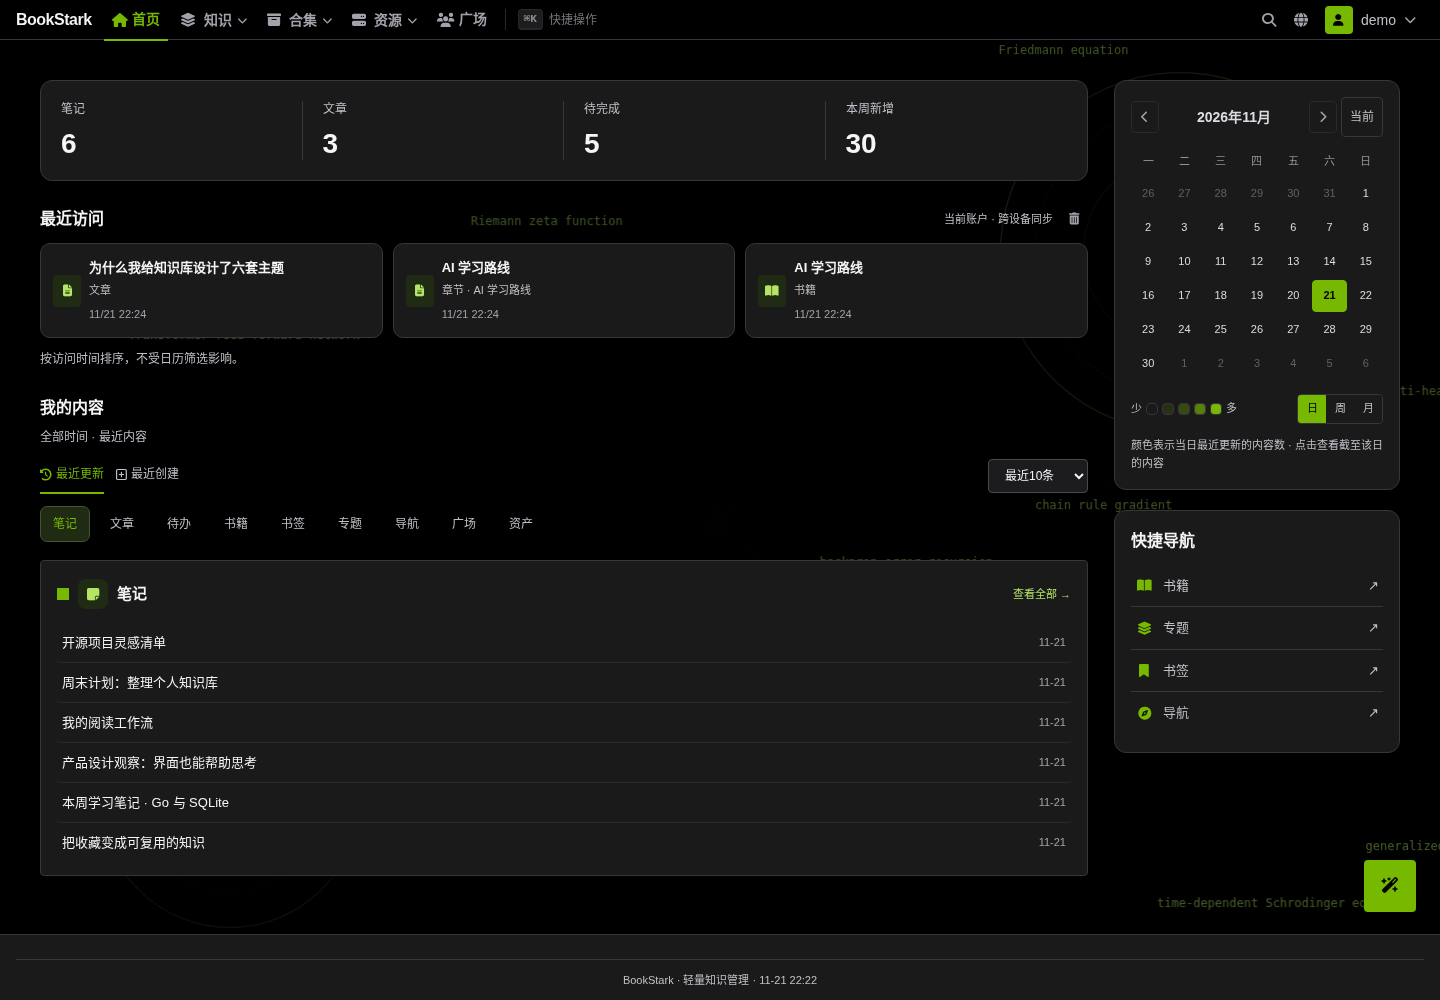 BookStark 首页 知识 合集 资源 广场 ⌘K 快捷操作 demo
Friedmann equation
笔记 文章 待完成 本周新增
6 3 5 30
最近访问
Riemann zeta function
当前账户 · 跨设备同步
为什么我给知识库设计了六套主题
文章
11/21 22:24
AI 学习路线
章节 · AI 学习路线
11/21 22:24
AI 学习路线
书籍
11/21 22:24
按访问时间排序，不受日历筛选影响。
我的内容
全部时间 · 最近内容
最近更新 最近创建
最近10条
笔记 文章 待办 书籍 书签 专题 导航 广场 资产
笔记
查看全部 →
开源项目灵感清单 11-21
周末计划：整理个人知识库 11-21
我的阅读工作流 11-21
产品设计观察：界面也能帮助思考 11-21
本周学习笔记 · Go 与 SQLite 11-21
把收藏变成可复用的知识 11-21
2026年11月 当前
一 二 三 四 五 六 日
26 27 28 29 30 31 1
2 3 4 5 6 7 8
9 10 11 12 13 14 15
16 17 18 19 20 21 22
23 24 25 26 27 28 29
30 1 2 3 4 5 6
少 多 日 周 月
颜色表示当日最近更新的内容数 · 点击查看截至该日
的内容
ti-hea
chain rule gradient
快捷导航
书籍 ↗
专题 ↗
书签 ↗
导航 ↗
generalized
time-dependent Schrodinger
BookStark · 轻量知识管理 · 11-21 22:22